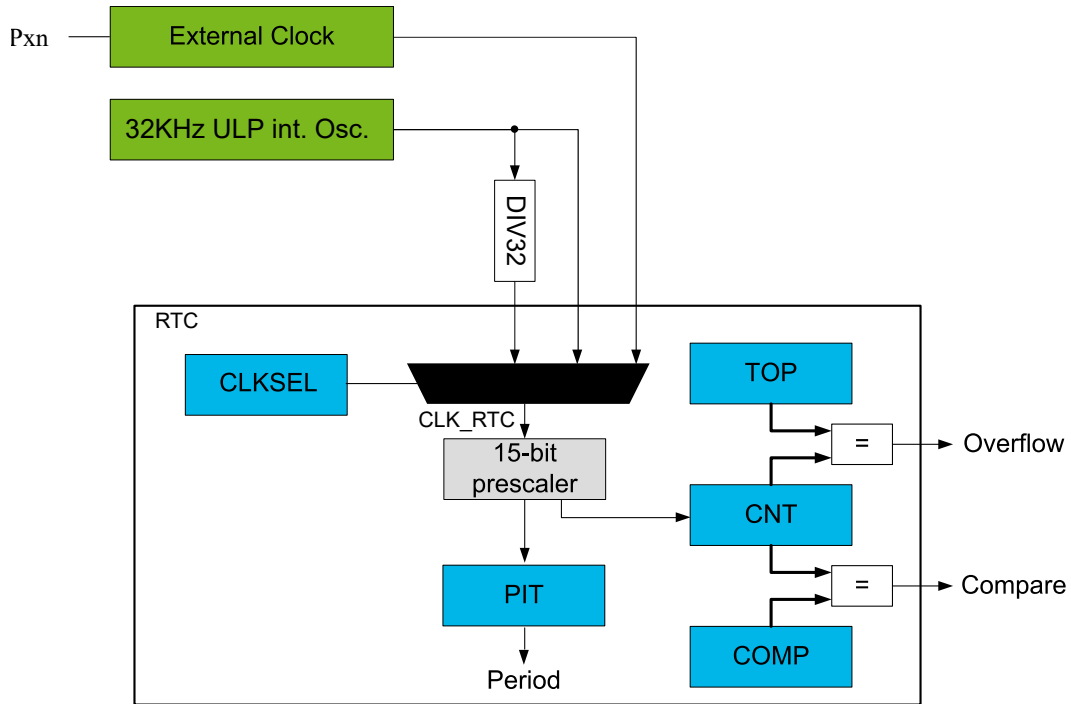 Pxn
External Clock
32KHz ULP int. Osc.
DIV32
RTC
CLKSEL
TOP
CLK_RTC
=
Overflow
15-bit
prescaler
CNT
PIT
=
Compare
COMP
Period